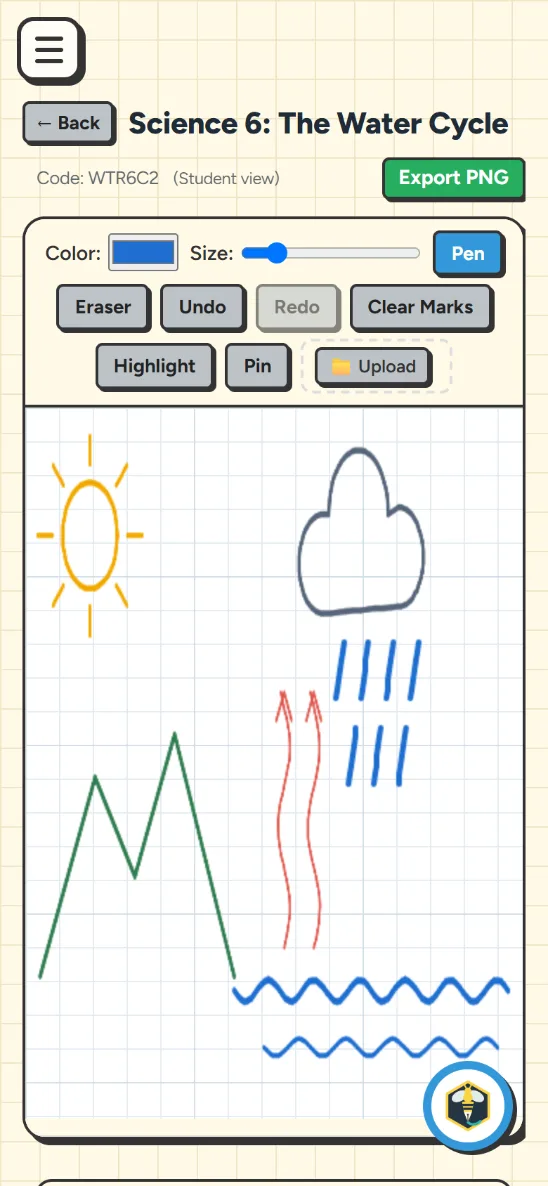 ← Back Science 6: The Water Cycle
Code: WTR6C2 (Student view) Export PNG
Color: Size: Pen
Eraser Undo Redo Clear Marks
Highlight Pin 📁 Upload